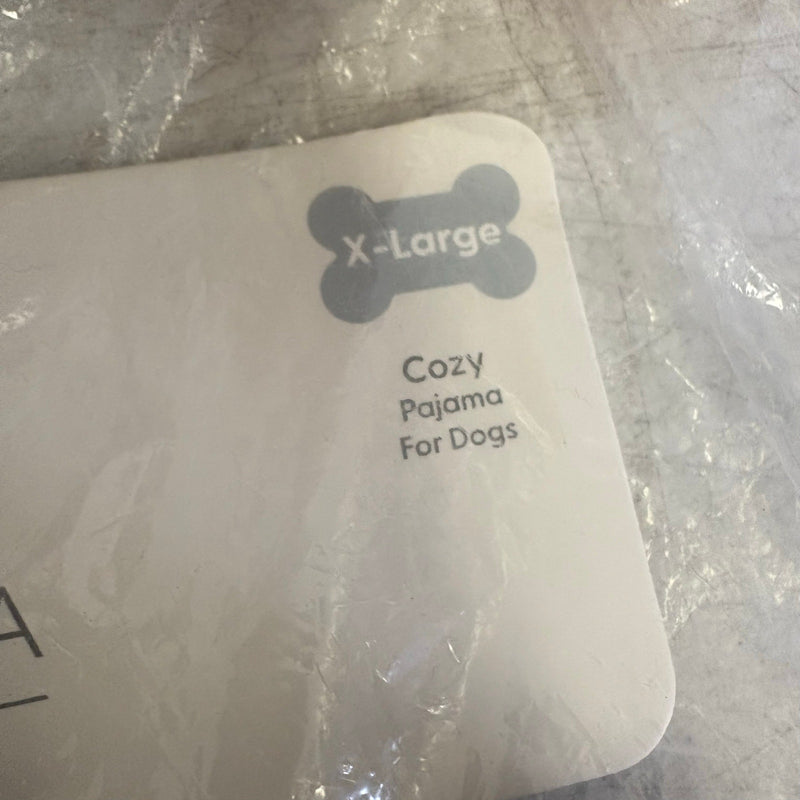 X-Large
Cozy
Pajama
For Dogs
A